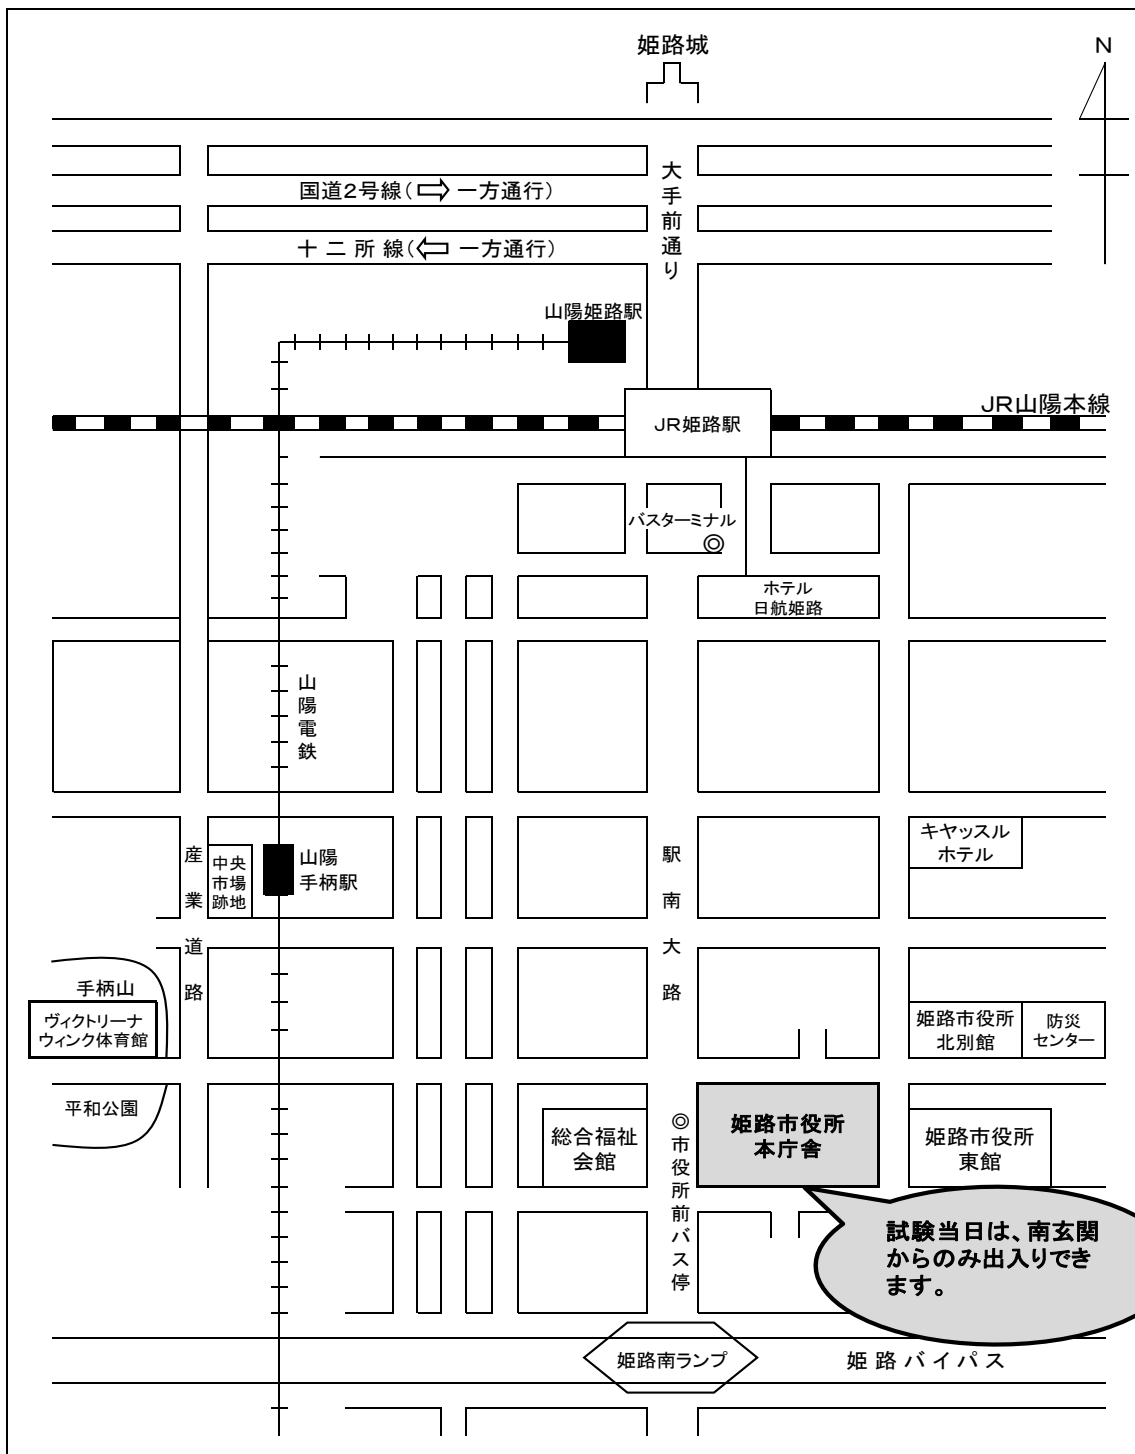 姫路城
N
大手前通り
国道2号線(⇨ 一方通行)
十二所線(⇦ 一方通行)
山陽姫路駅
JR山陽本線
JR姫路駅
バスターミナル
◎
ホテル
日航姫路
山陽電鉄
キヤッスル
ホテル
産業道路
中央
市場
跡地
山陽
手柄駅
駅南大路
手柄山
ヴィクトリーナ
ウィンク体育館
姫路市役所
北別館
防災
センター
平和公園
総合福祉
会館
◎市役所前バス停
姫路市役所
本庁舎
姫路市役所
東館
試験当日は、南玄関
からのみ出入りでき
ます。
姫路南ランプ
姫路バイパス